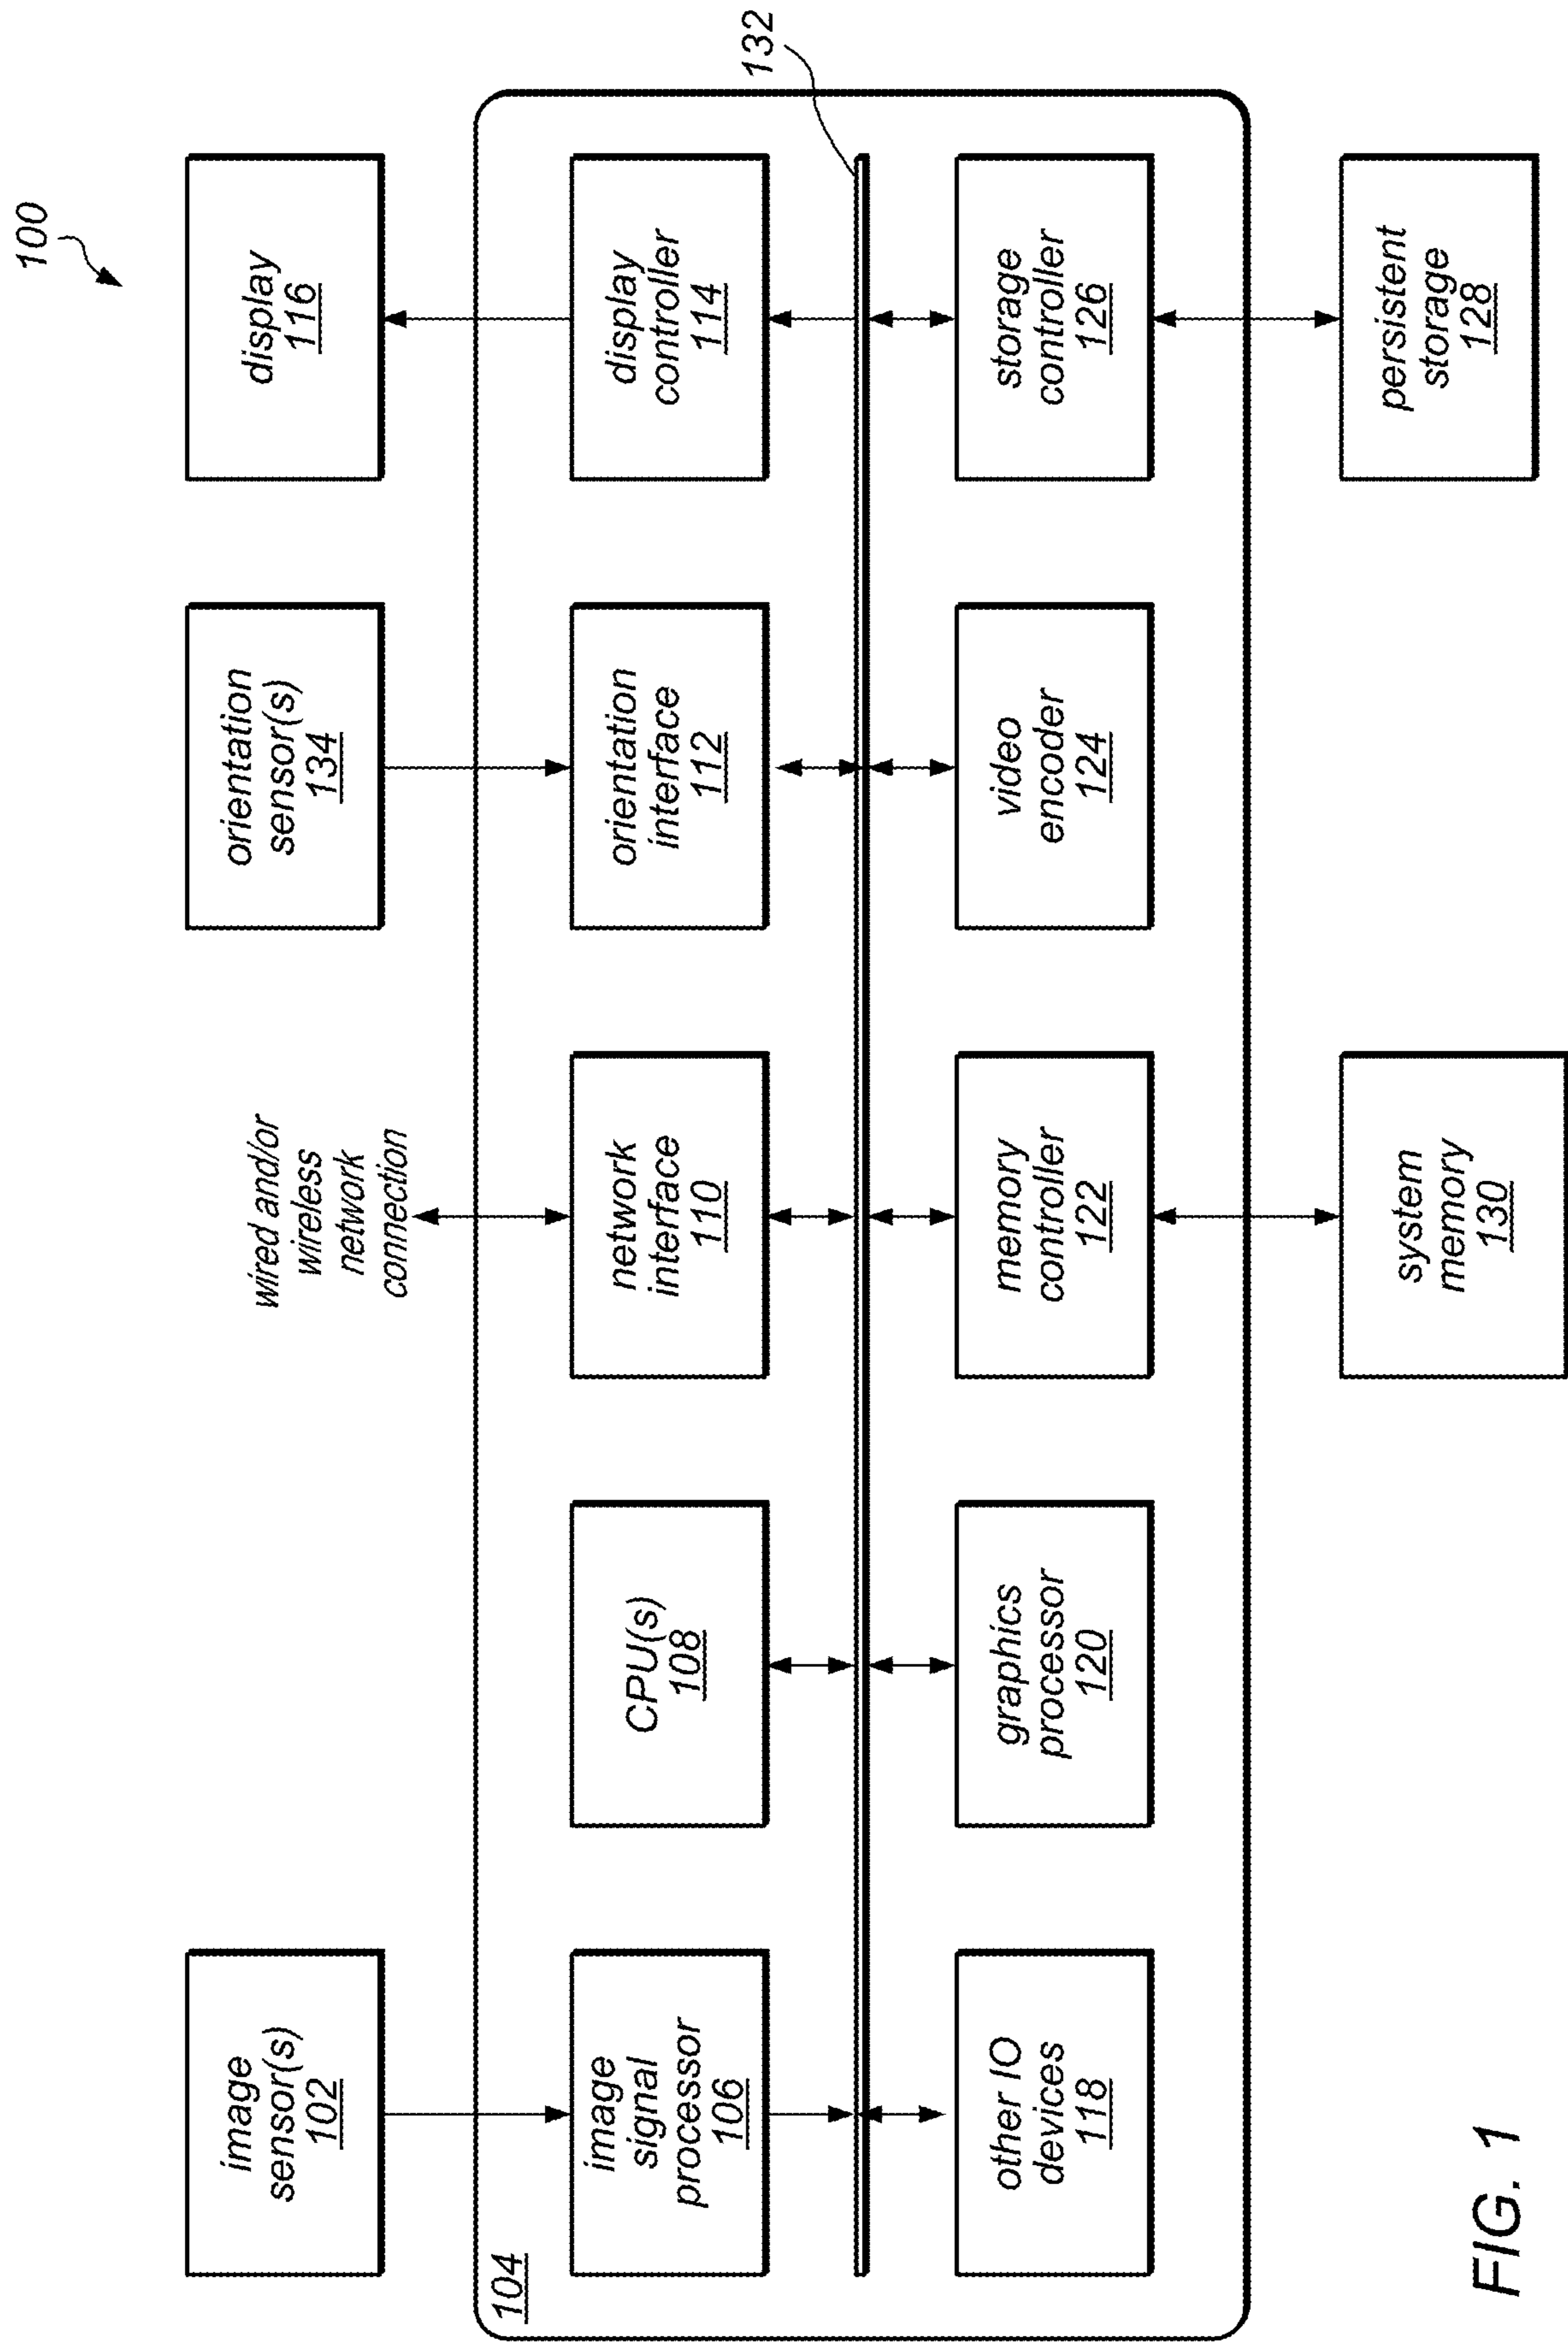 100
image
sensor(s)
102
wired and/or
wireless
network
connection
orientation
sensor(s)
134
display
116
104
image
signal
processor
106
CPU(s)
108
network
interface
110
orientation
interface
112
display
controller
114
132
other IO
devices
118
graphics
processor
120
memory
controller
122
video
encoder
124
storage
controller
126
system
memory
130
persistent
storage
128
FIG. 1